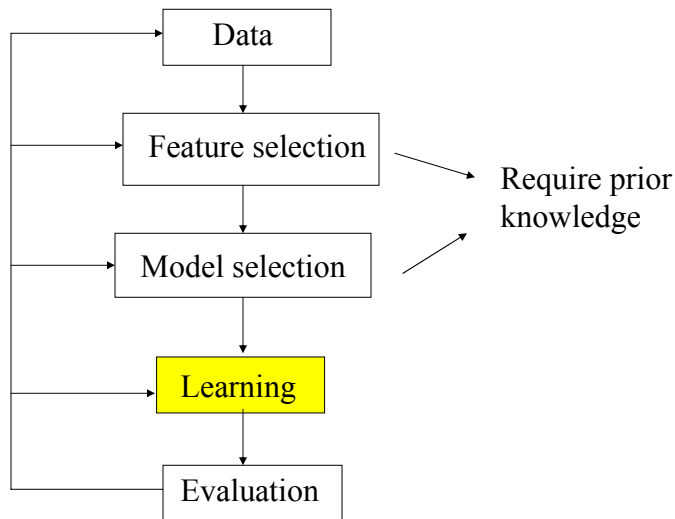 Data
Feature selection
Require prior
knowledge
Model selection
Learning
Evaluation